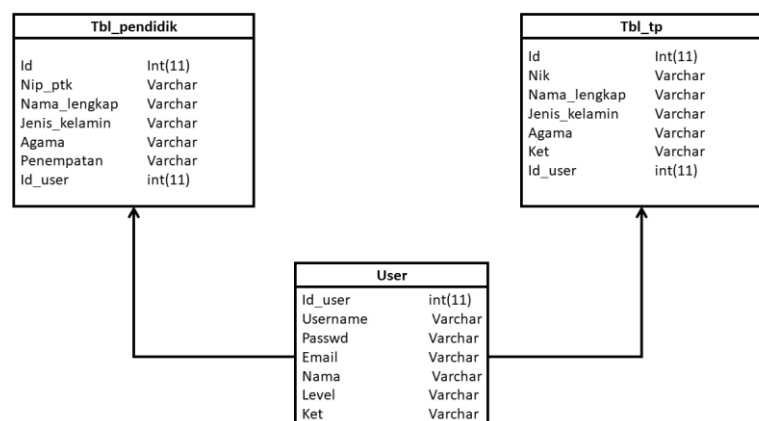 Tbl_pendidik
Id Int(11)
Nip_ptk Varchar
Nama_lengkap Varchar
Jenis_kelamin Varchar
Agama Varchar
Penempatan Varchar
Id_user int(11)
Tbl_tp
Id Int(11)
Nik Varchar
Nama_lengkap Varchar
Jenis_kelamin Varchar
Agama Varchar
Ket Varchar
Id_user int(11)
User
Id_user int(11)
Username Varchar
Passwd Varchar
Email Varchar
Nama Varchar
Level Varchar
Ket Varchar